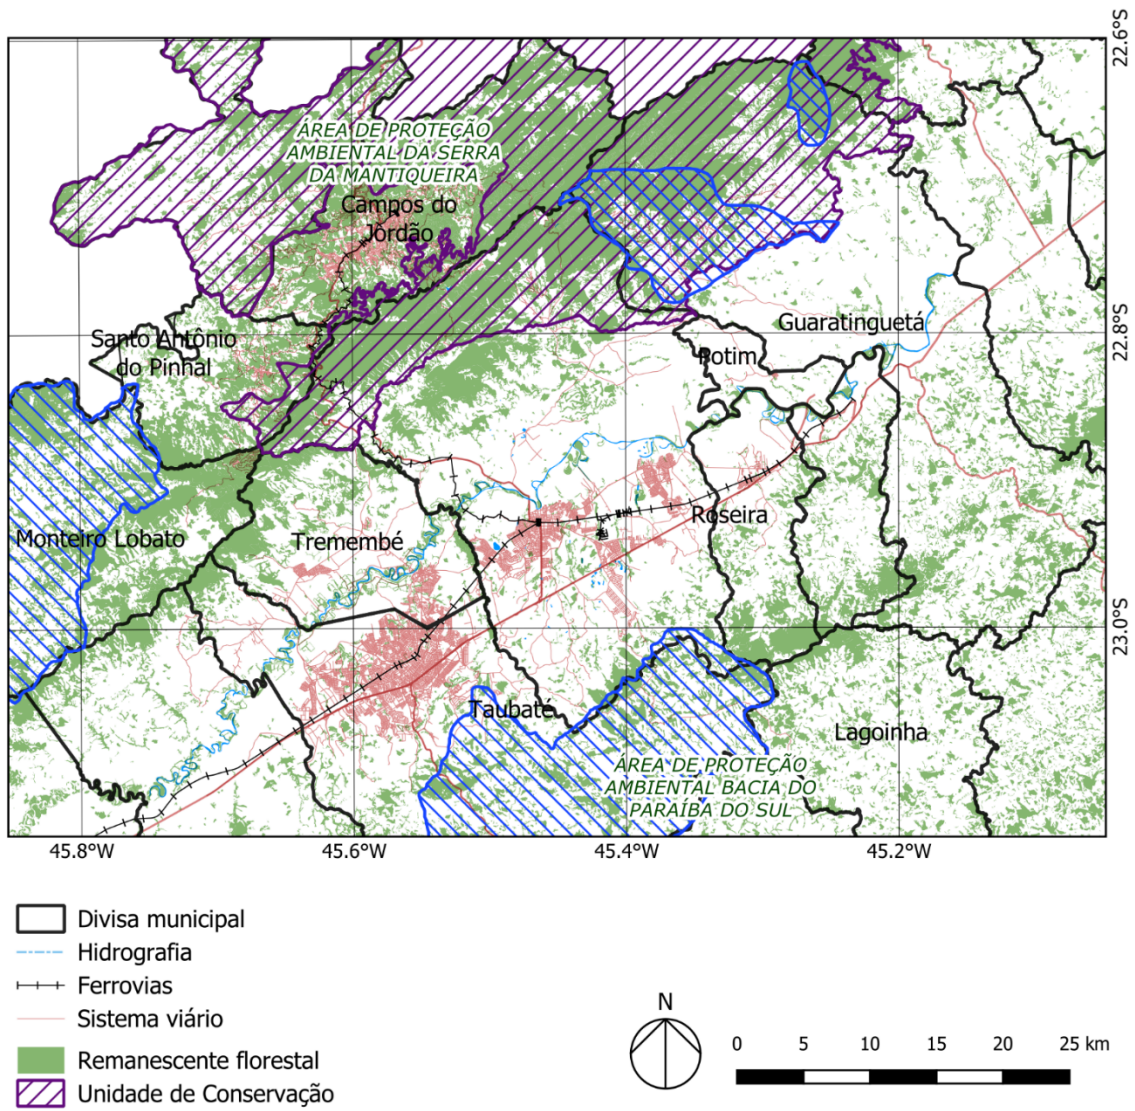 22.6°S
ÁREA DE PROTEÇÃO
AMBIENTAL DA SERRA
DA MANTIQUEIRA
Campos do
Jordão
Guaratinguetá
22.8°S
Santo Antônio
do Pinhal
Potim
Monteiro Lobato
Tremembé
Roseira
23.0°S
Taubaté
Lagoinha
ÁREA DE PROTEÇÃO
AMBIENTAL BACIA DO
PARAÍBA DO SUL
45.8°W 45.6°W 45.4°W 45.2°W
Divisa municipal
Hidrografia
Ferrovias
Sistema viário
Remanescente florestal
Unidade de Conservação
N
0 5 10 15 20 25 km